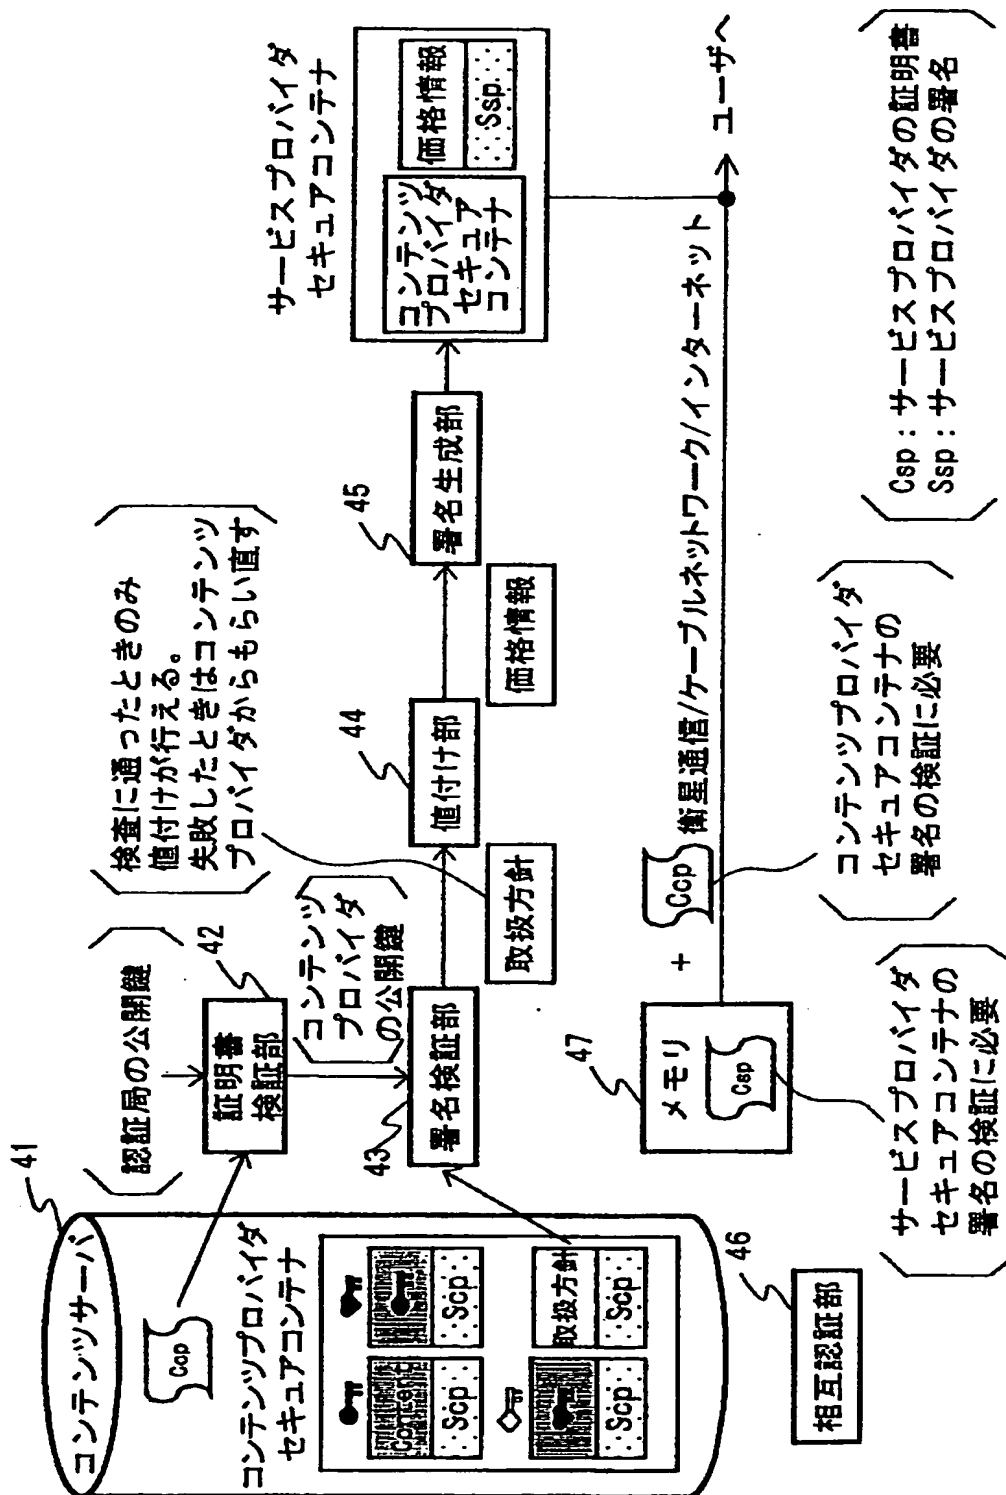 コンテンツサーバ
41
Ccp
コンテンツプロバイダ
セキュアコンテナ
Content
Scp
Scp
Scp
取扱方針
Scp
認証局の公開鍵
42
証明書
検証部
コンテンツ
プロバイダ
の公開鍵
43
署名検証部
検査に通ったときのみ
値付けが行える。
失敗したときはコンテンツ
プロバイダからもらい直す
取扱方針
44
値付け部
価格情報
45
署名生成部
サービスプロバイダ
セキュアコンテナ
コンテンツ
プロバイダ
セキュア
コンテナ
価格情報
Ssp
46
相互認証部
47
メモリ
Csp
+
Ccp
衛星通信/ケーブルネットワーク/インターネット
ユーザへ
サービスプロバイダ
セキュアコンテナの
署名の検証に必要
コンテンツプロバイダ
セキュアコンテナの
署名の検証に必要
Csp：サービスプロバイダの証明書
Ssp：サービスプロバイダの署名